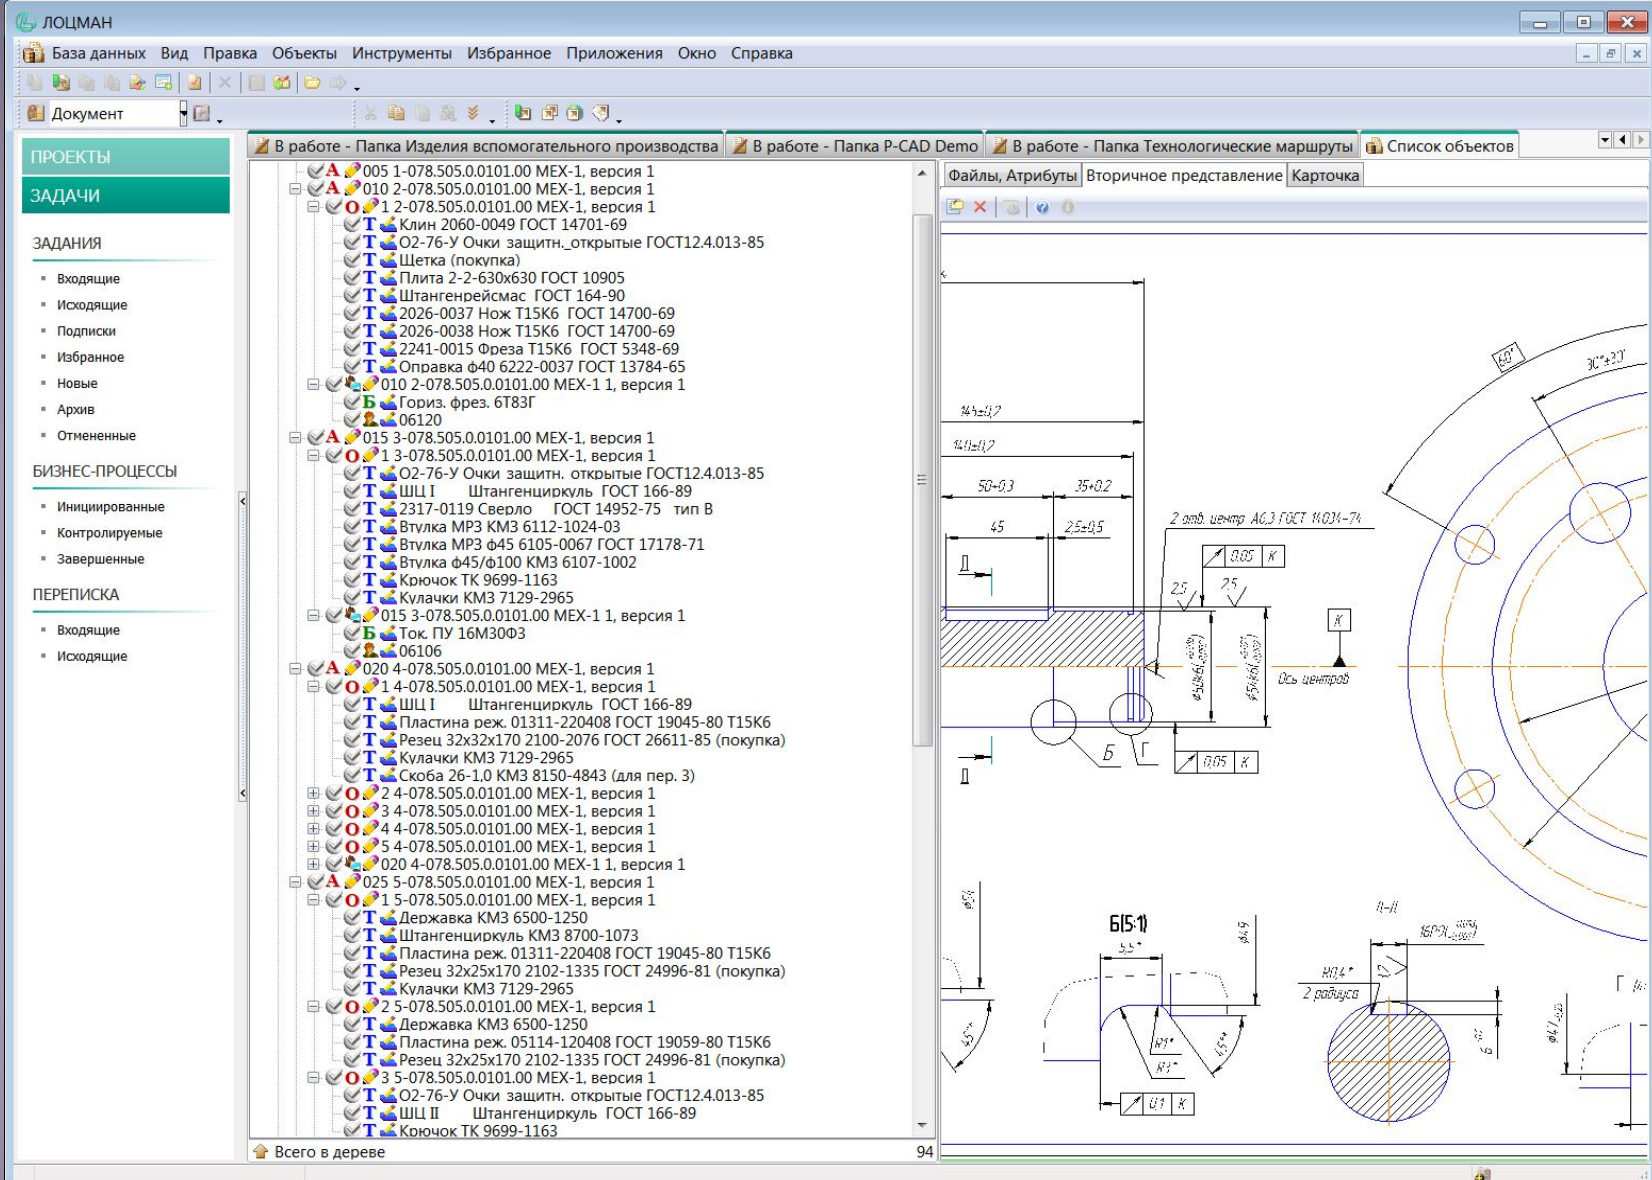 ЛОЦМАН
База данных Вид Правка Объекты Инструменты Избранное Приложения Окно Справка
Документ
ПРОЕКТЫ
ЗАДАЧИ
ЗАДАНИЯ
Входящие
Исходящие
Подписки
Избранное
Новые
Архив
Отмененные
БИЗНЕС-ПРОЦЕССЫ
Инициированные
Контролируемые
Завершенные
ПЕРЕПИСКА
Входящие
Исходящие
В работе - Папка Изделия вспомогательного производства
В работе - Папка P-CAD Demo
В работе - Папка Технологические маршруты
Список объектов
А 005 1-078.505.0.0101.00 МЕХ-1, версия 1
А 010 2-078.505.0.0101.00 МЕХ-1, версия 1
О 1 2-078.505.0.0101.00 МЕХ-1, версия 1
Т Клин 2060-0049 ГОСТ 14701-69
Т О2-76-У Очки защитн._открытые ГОСТ12.4.013-85
Т Щетка (покупка)
Т Плита 2-2-630х630 ГОСТ 10905
Т Штангенрейсмас ГОСТ 164-90
Т 2026-0037 Нож Т15К6 ГОСТ 14700-69
Т 2026-0038 Нож Т15К6 ГОСТ 14700-69
Т 2241-0015 Фреза Т15К6 ГОСТ 5348-69
Т Оправка ф40 6222-0037 ГОСТ 13784-65
010 2-078.505.0.0101.00 МЕХ-1 1, версия 1
Б Гориз. фрез. 6Т83Г
06120
А 015 3-078.505.0.0101.00 МЕХ-1, версия 1
О 1 3-078.505.0.0101.00 МЕХ-1, версия 1
Т О2-76-У Очки защитн. открытые ГОСТ12.4.013-85
Т ШЦ I Штангенциркуль ГОСТ 166-89
Т 2317-0119 Сверло ГОСТ 14952-75 тип В
Т Втулка МР3 КМ3 6112-1024-03
Т Втулка МР3 ф45 6105-0067 ГОСТ 17178-71
Т Втулка ф45/ф100 КМ3 6107-1002
Т Крючок ТК 9699-1163
Т Кулачки КМ3 7129-2965
015 3-078.505.0.0101.00 МЕХ-1 1, версия 1
Б Ток. ПУ 16М30Ф3
06106
А 020 4-078.505.0.0101.00 МЕХ-1, версия 1
О 1 4-078.505.0.0101.00 МЕХ-1, версия 1
Т ШЦ I Штангенциркуль ГОСТ 166-89
Т Пластина реж. 01311-220408 ГОСТ 19045-80 Т15К6
Т Резец 32х32х170 2100-2076 ГОСТ 26611-85 (покупка)
Т Кулачки КМ3 7129-2965
Т Скоба 26-1,0 КМ3 8150-4843 (для пер. 3)
О 2 4-078.505.0.0101.00 МЕХ-1, версия 1
О 3 4-078.505.0.0101.00 МЕХ-1, версия 1
О 4 4-078.505.0.0101.00 МЕХ-1, версия 1
О 5 4-078.505.0.0101.00 МЕХ-1, версия 1
020 4-078.505.0.0101.00 МЕХ-1 1, версия 1
А 025 5-078.505.0.0101.00 МЕХ-1, версия 1
О 1 5-078.505.0.0101.00 МЕХ-1, версия 1
Т Державка КМ3 6500-1250
Т Штангенциркуль КМ3 8700-1073
Т Пластина реж. 01311-220408 ГОСТ 19045-80 Т15К6
Т Резец 32х25х170 2102-1335 ГОСТ 24996-81 (покупка)
Т Кулачки КМ3 7129-2965
О 2 5-078.505.0.0101.00 МЕХ-1, версия 1
Т Державка КМ3 6500-1250
Т Пластина реж. 05114-120408 ГОСТ 19059-80 Т15К6
Т Резец 32х25х170 2102-1335 ГОСТ 24996-81 (покупка)
О 3 5-078.505.0.0101.00 МЕХ-1, версия 1
Т О2-76-У Очки защитн. открытые ГОСТ12.4.013-85
Т ШЦ II Штангенциркуль ГОСТ 166-89
Т Крючок ТК 9699-1163
Всего в дереве 94
Файлы, Атрибуты Вторичное представление Карточка
60°
30°±30'
145±0,2
140±0,2
50+0,3 35+0.2
45 2,5±0,5
2 отв. центр А6,3 ГОСТ 14034-74
0.05 К
Д
2,5 2,5
К
Ось центров
Б Г
0,05 К
Д
Б(5:1)
5,5*
ø54
ø49
45°*
R1*
R1*
45°*
0,1 К
Д-Д
R0,4*
2 радиуса
Г